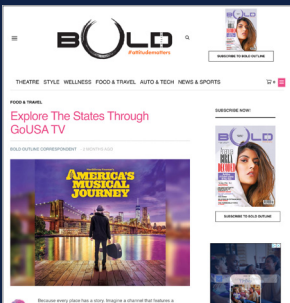 BOLD
#attitudematters
SUBSCRIBE TO BOLD OUTLINE
THEATRE STYLE WELLNESS FOOD & TRAVEL AUTO & TECH NEWS & SPORTS
FOOD & TRAVEL
Explore The States Through
GoUSA TV
BOLD OUTLINE CORRESPONDENT
SUBSCRIBE NOW!
AMERICA'S
MUSICAL
JOURNEY
BOLD
SUBSCRIBE TO BOLD OUTLINE
Because every place has a story. Imagine a channel that features a